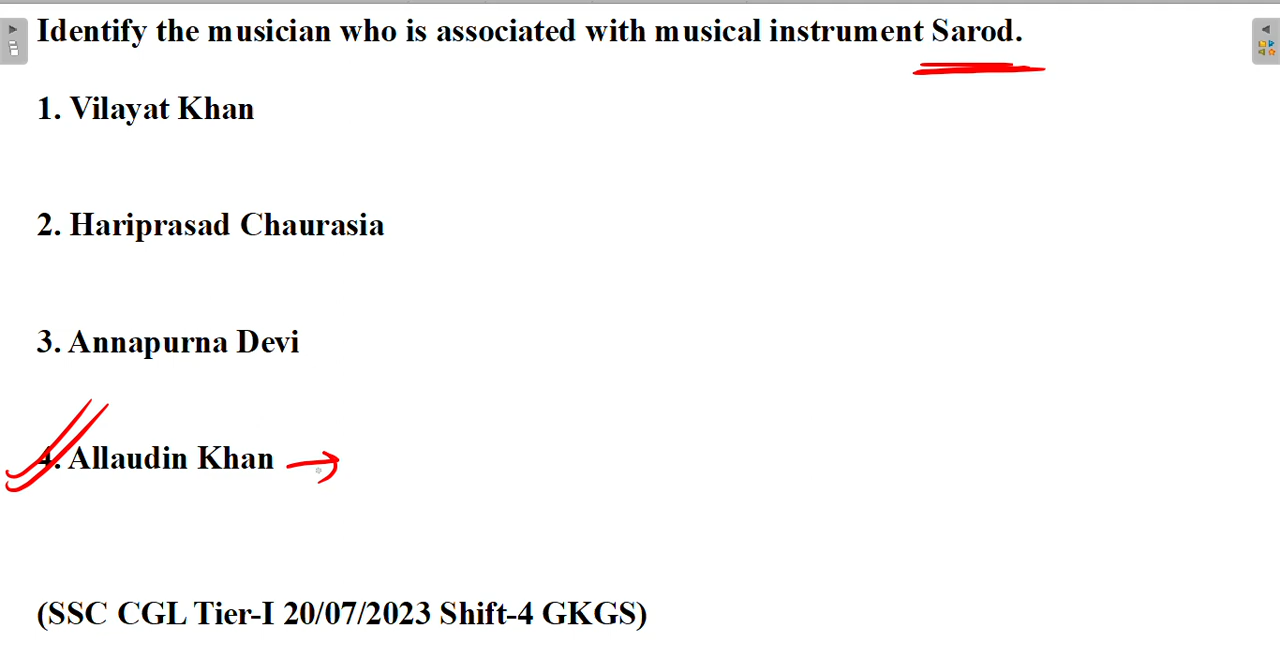 Identify the musician who is associated with musical instrument Sarod.
1. Vilayat Khan
2. Hariprasad Chaurasia
3. Annapurna Devi
4. Allaudin Khan
(SSC CGL Tier-I 20/07/2023 Shift-4 GKGS)